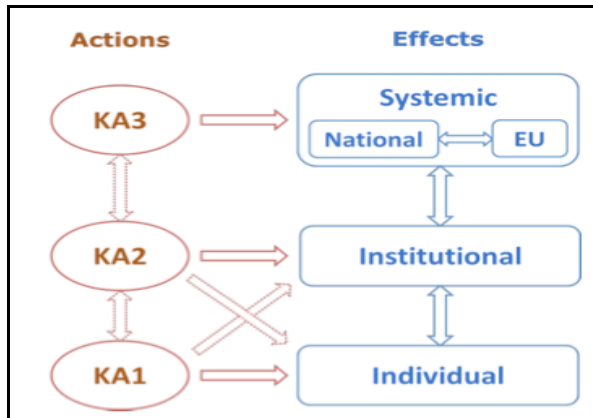 Actions Effects
Systemic
KA3
National EU
KA2 Institutional
KA1 Individual